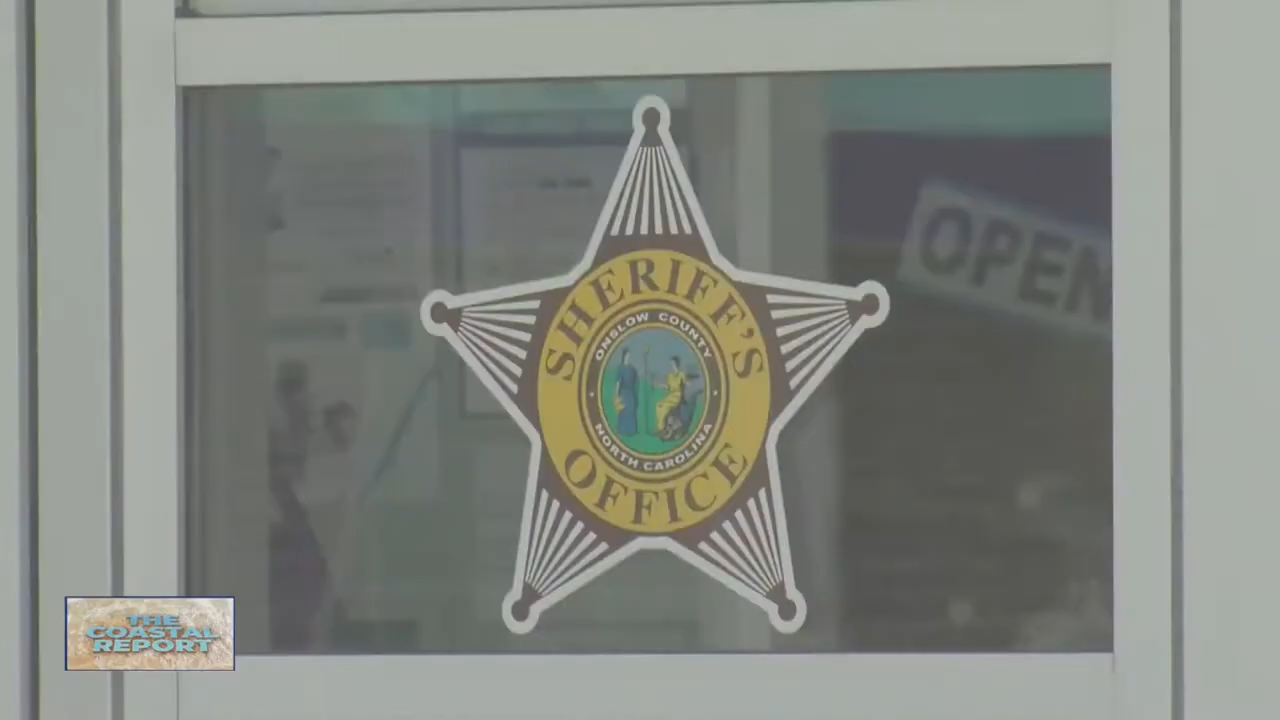 SHERIFF'S
ONSLOW COUNTY
NORTH CAROLINA
OFFICE
OPEN
THE
COASTAL
REPORT